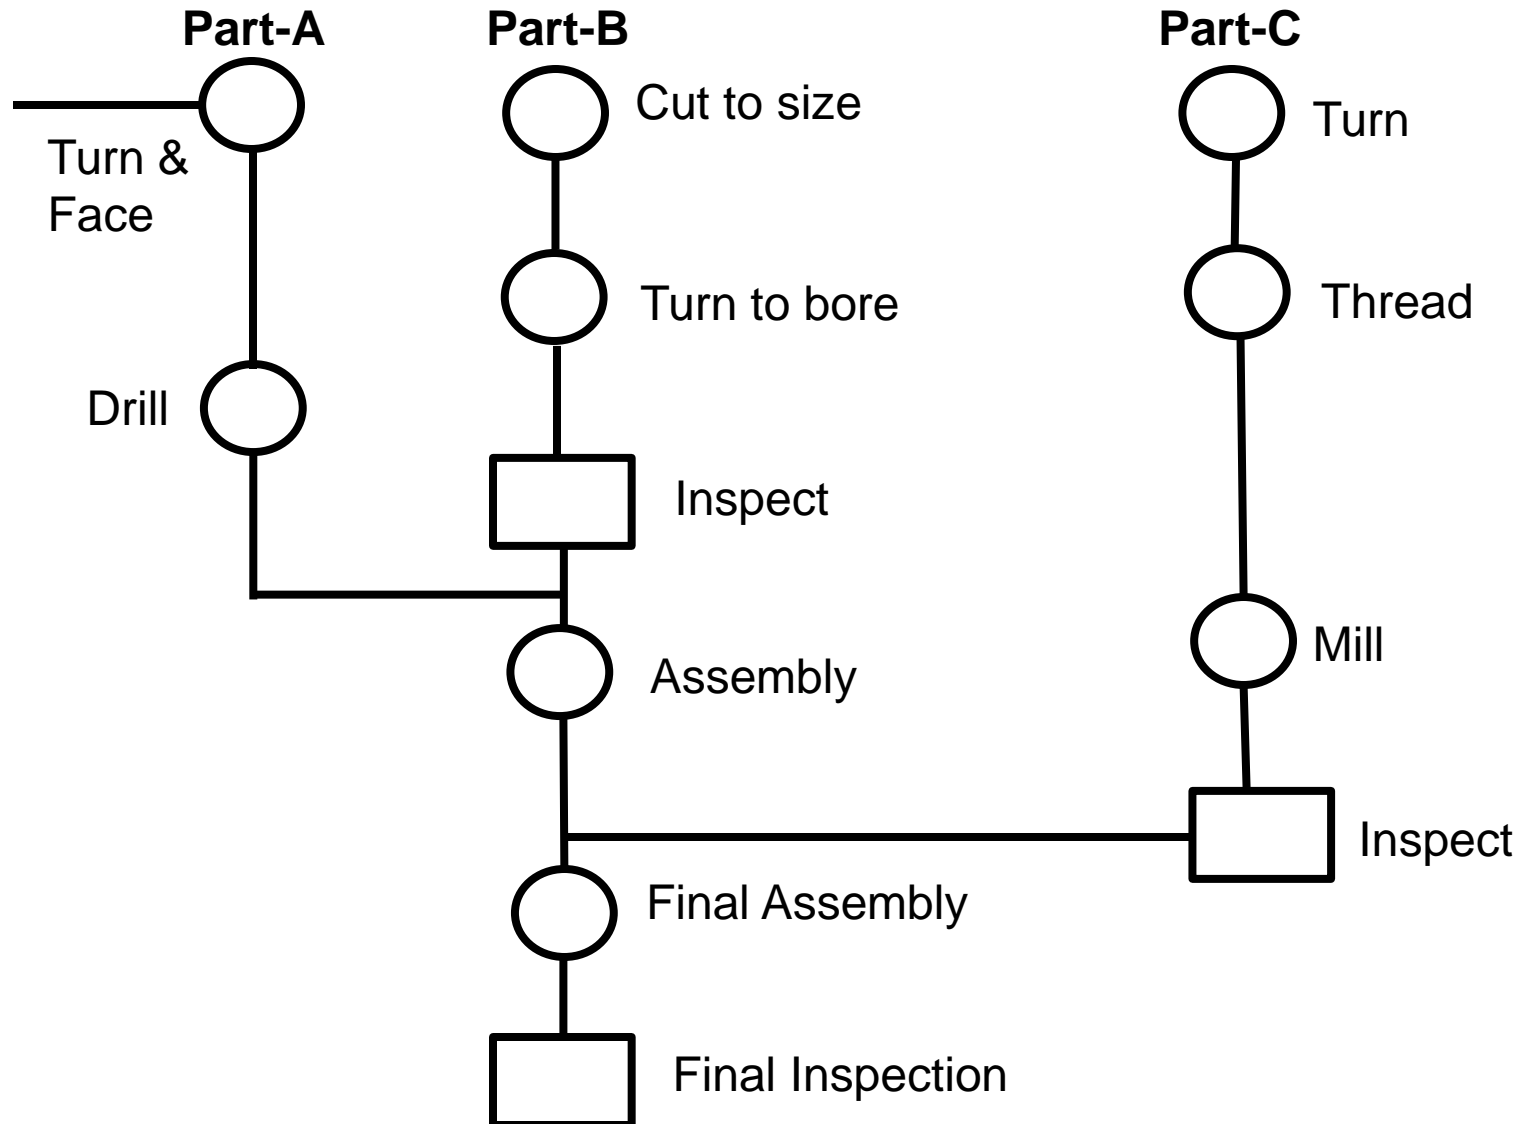 Part-A
Part-B
Part-C
Cut to size
Turn
Turn &
Face
Turn to bore
Thread
Drill
Inspect
Mill
Assembly
Inspect
Final Assembly
Final Inspection